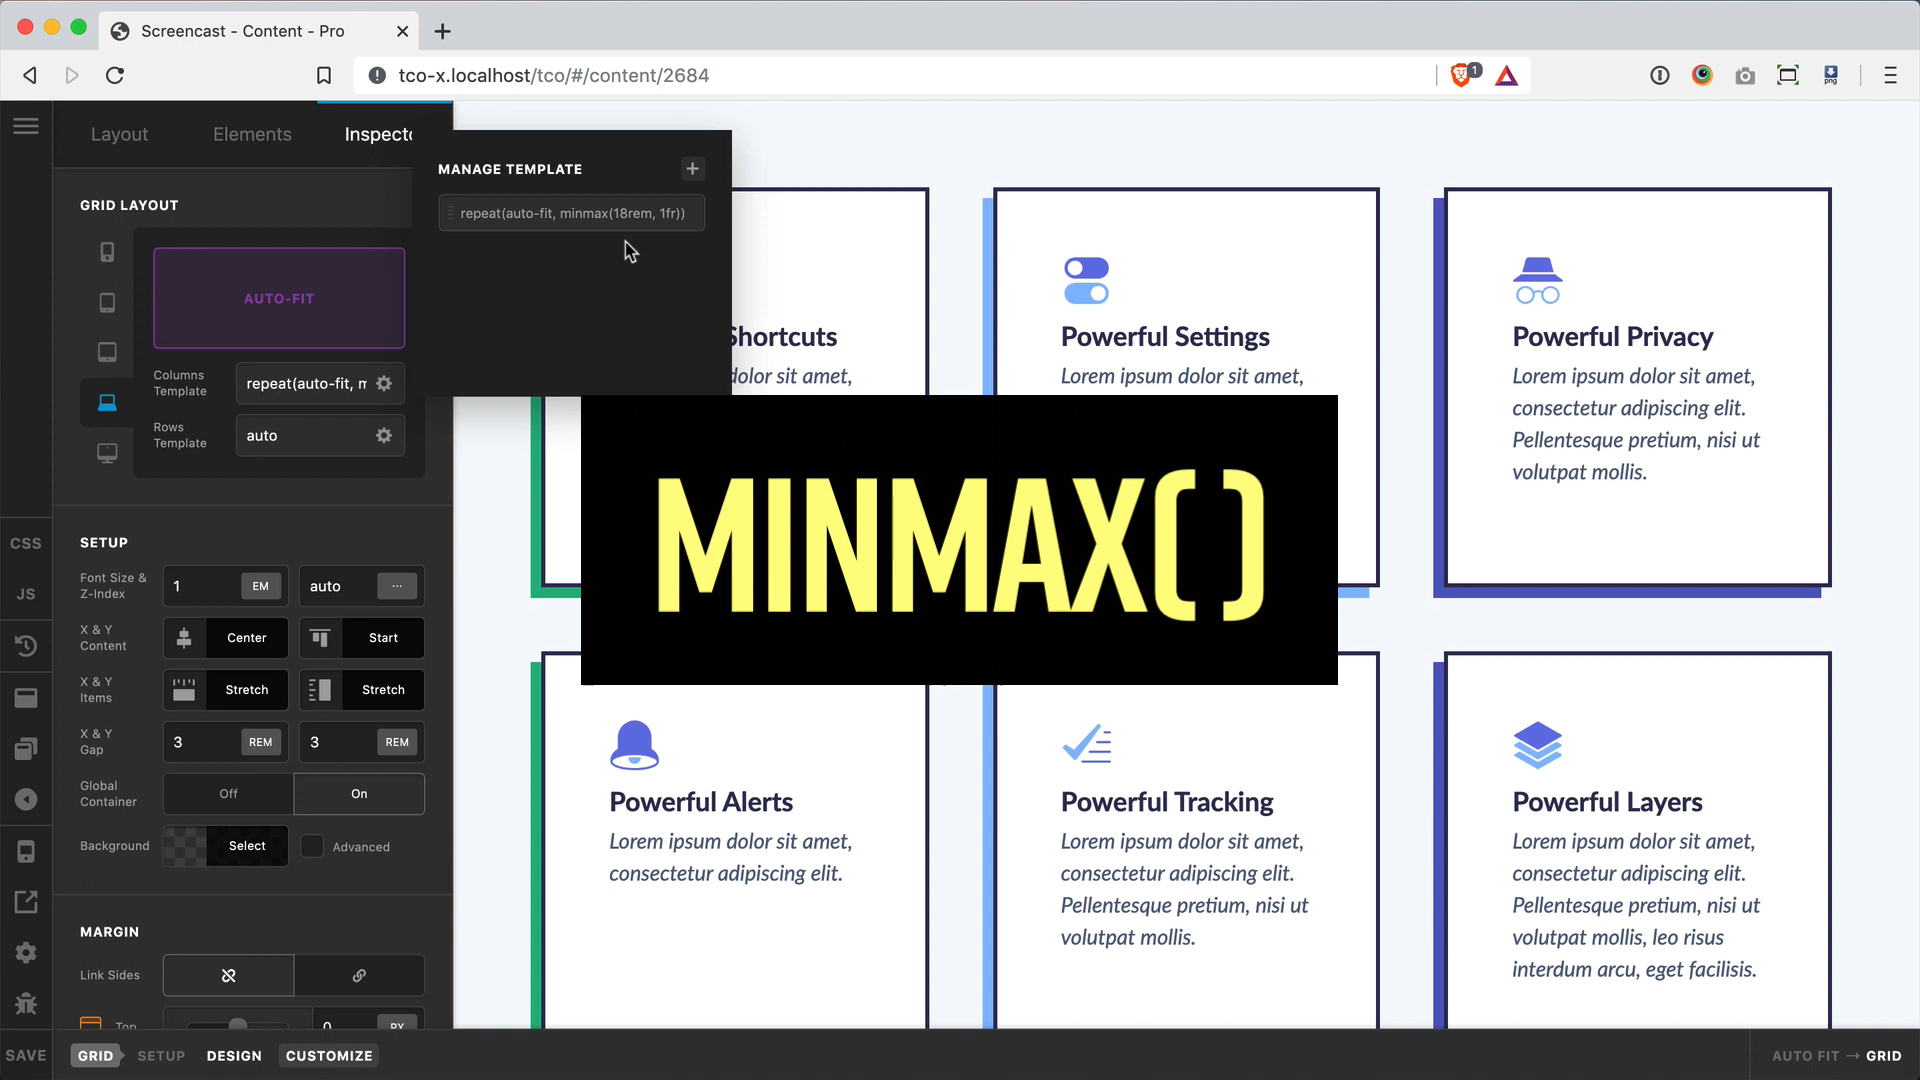 Screencast - Content - Pro
tco-x.localhost/tco/#/content/2684
1
png
Layout
Elements
Inspecto
MANAGE TEMPLATE
repeat(auto-fit, minmax(18rem, 1fr))
GRID LAYOUT
AUTO-FIT
Columns
Template
repeat(auto-fit, m
Rows
Template
auto
SETUP
Font Size &
Z-Index
1
EM
auto
...
X & Y
Content
Center
Start
X & Y
Items
Stretch
Stretch
X & Y
Gap
3
REM
3
REM
Global
Container
Off
On
Background
Select
Advanced
MARGIN
Link Sides
Top
0
PX
CSS
JS
SAVE
GRID
SETUP
DESIGN
CUSTOMIZE
AUTO FIT → GRID
Shortcuts
dolor sit amet,
Powerful Settings
Lorem ipsum dolor sit amet,
Powerful Privacy
Lorem ipsum dolor sit amet,
consectetur adipiscing elit.
Pellentesque pretium, nisi ut
volutpat mollis.
MINMAX()
Powerful Alerts
Lorem ipsum dolor sit amet,
consectetur adipiscing elit.
Powerful Tracking
Lorem ipsum dolor sit amet,
consectetur adipiscing elit.
Pellentesque pretium, nisi ut
volutpat mollis.
Powerful Layers
Lorem ipsum dolor sit amet,
consectetur adipiscing elit.
Pellentesque pretium, nisi ut
volutpat mollis, leo risus
interdum arcu, eget facilisis.